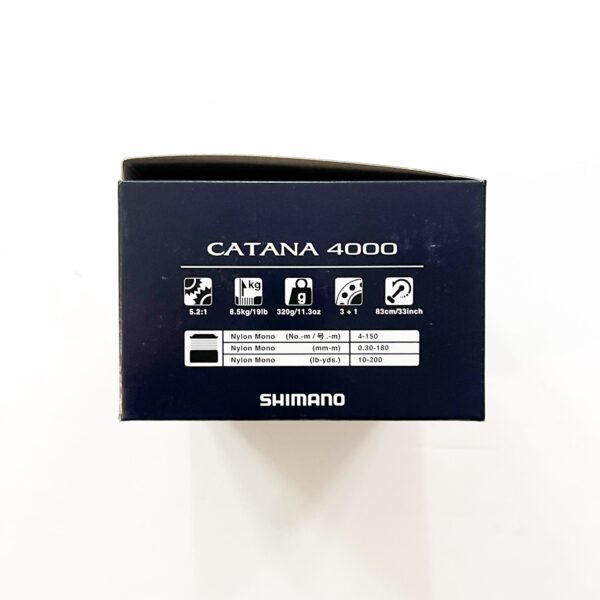 CATANA 4000
kg g
5.2:1 8.5kg/19lb 320g/11.3oz 3 + 1 83cm/33inch
Nylon Mono (No.-m / 号.-m) 4-150
Nylon Mono (mm-m) 0.30-180
Nylon Mono (lb-yds.) 10-200
SHIMANO